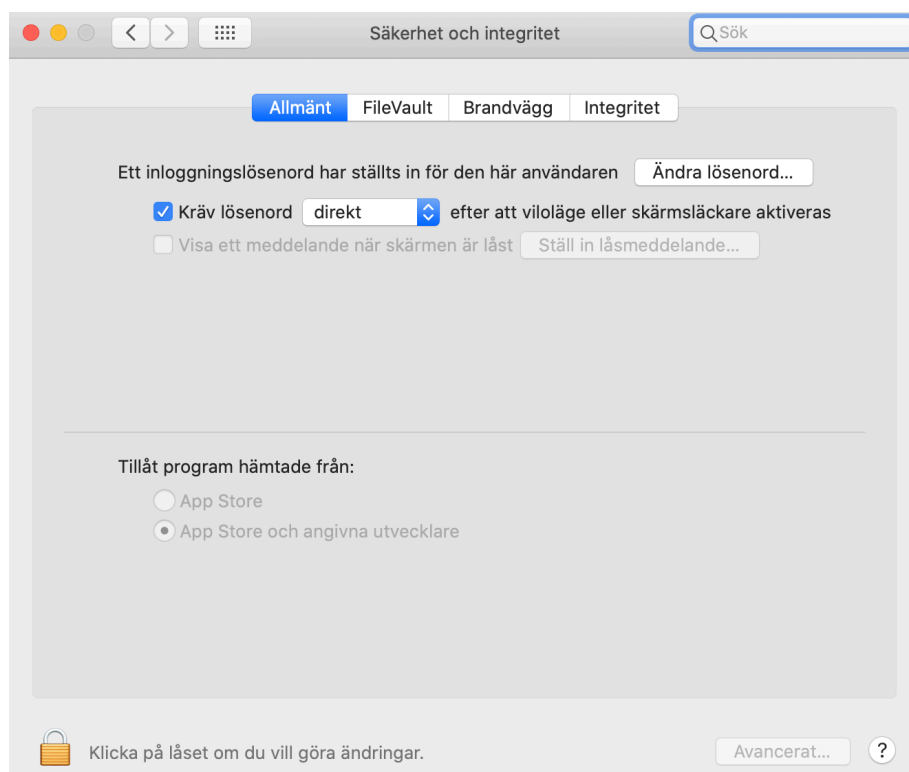 Säkerhet och integritet
Sök
Allmänt FileVault Brandvägg Integritet
Ett inloggningslösenord har ställts in för den här användaren Ändra lösenord...
Kräv lösenord direkt efter att viloläge eller skärmsläckare aktiveras
Visa ett meddelande när skärmen är låst Ställ in låsmeddelande...
Tillåt program hämtade från:
App Store
App Store och angivna utvecklare
Klicka på låset om du vill göra ändringar. Avancerat... ?